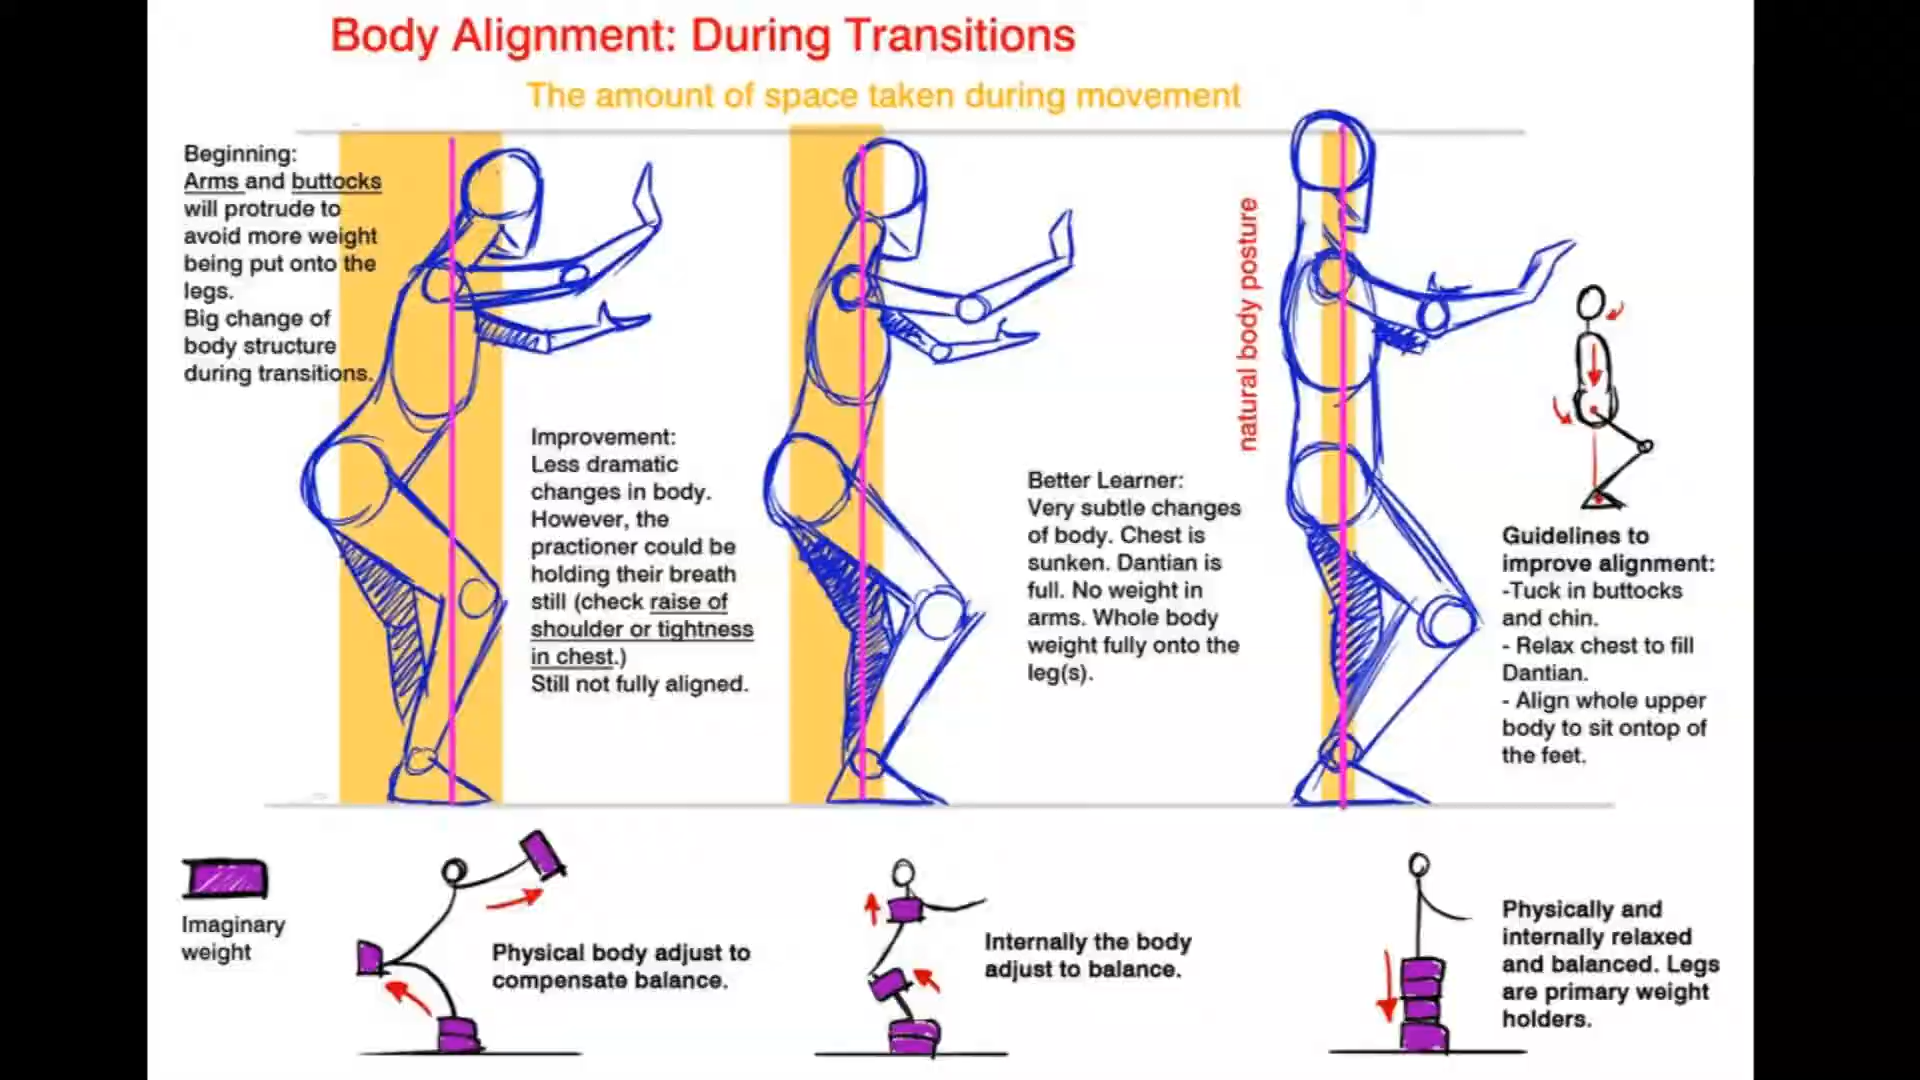 Body Alignment: During Transitions
The amount of space taken during movement
Beginning:
Arms and buttocks
will protrude to
avoid more weight
being put onto the
legs.
Big change of
body structure
during transitions.
Improvement:
Less dramatic
changes in body.
However, the
practioner could be
holding their breath
still (check raise of
shoulder or tightness
in chest.)
Still not fully aligned.
Better Learner:
Very subtle changes
of body. Chest is
sunken. Dantian is
full. No weight in
arms. Whole body
weight fully onto the
leg(s).
natural body posture
Guidelines to
improve alignment:
-Tuck in buttocks
and chin.
- Relax chest to fill
Dantian.
- Align whole upper
body to sit ontop of
the feet.
Imaginary
weight
Physical body adjust to
compensate balance.
Internally the body
adjust to balance.
Physically and
internally relaxed
and balanced. Legs
are primary weight
holders.